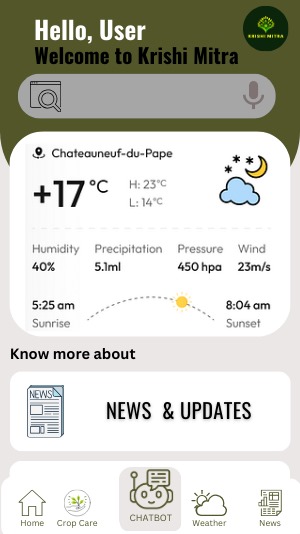 Hello, User
KRISHI MITRA
Welcome to Krishi Mitra
Chateauneuf-du-Pape
+17 °C
H: 23°C
L: 14°C
Humidity Precipitation Pressure Wind
40% 5.1ml 450 hpa 23m/s
5:25 am 8:04 am
Sunrise Sunset
Know more about
NEWS
NEWS & UPDATES
Home Crop Care CHATBOT Weather News